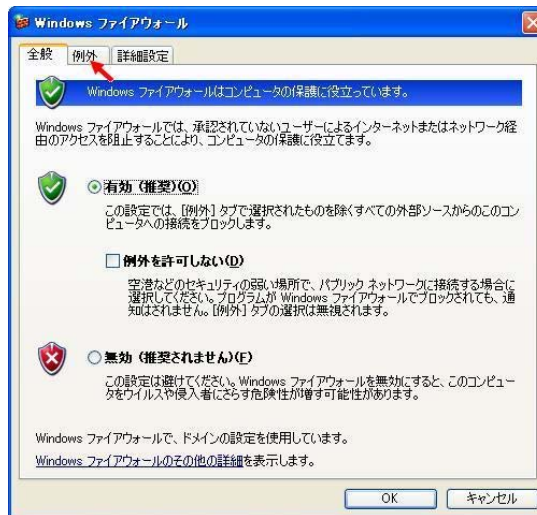 Windows ファイアウォール
全般 例外 詳細設定
Windows ファイアウォールはコンピュータの保護に役立っています。
Windows ファイアウォールでは、承認されていないユーザーによるインターネットまたはネットワーク経
由のアクセスを阻止することにより、コンピュータの保護に役立てます。
有効 (推奨)(O)
この設定では、[例外] タブで選択されたものを除くすべての外部ソースからのこのコン
ピュータへの接続をブロックします。
例外を許可しない(D)
空港などのセキュリティの弱い場所で、パブリック ネットワークに接続する場合に
選択してください。プログラムが Windows ファイアウォールでブロックされても、通
知はされません。[例外] タブの選択は無視されます。
無効 (推奨されません)(F)
この設定は避けてください。Windows ファイアウォールを無効にすると、このコンピュー
タをウイルスや侵入者にさらす危険性が増す可能性があります。
Windows ファイアウォールで、ドメインの設定を使用しています。
Windows ファイアウォールのその他の詳細を表示します。
OK キャンセル